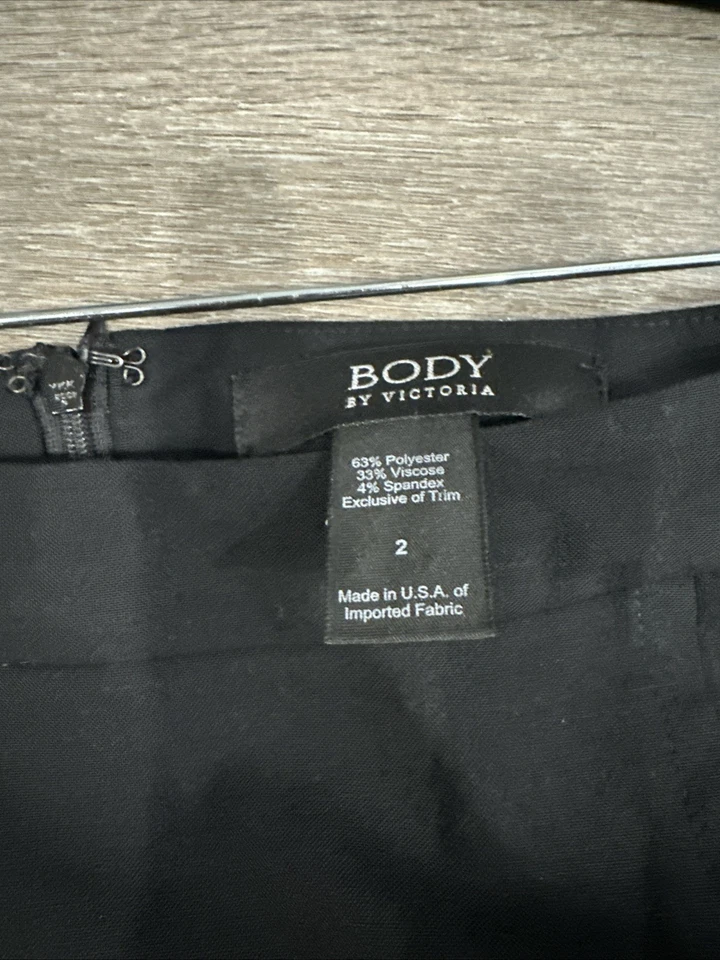 BODY
BY VICTORIA
63% Polyester
33% Viscose
4% Spandex
Exclusive of Trim
2
Made in U.S.A. of
Imported Fabric